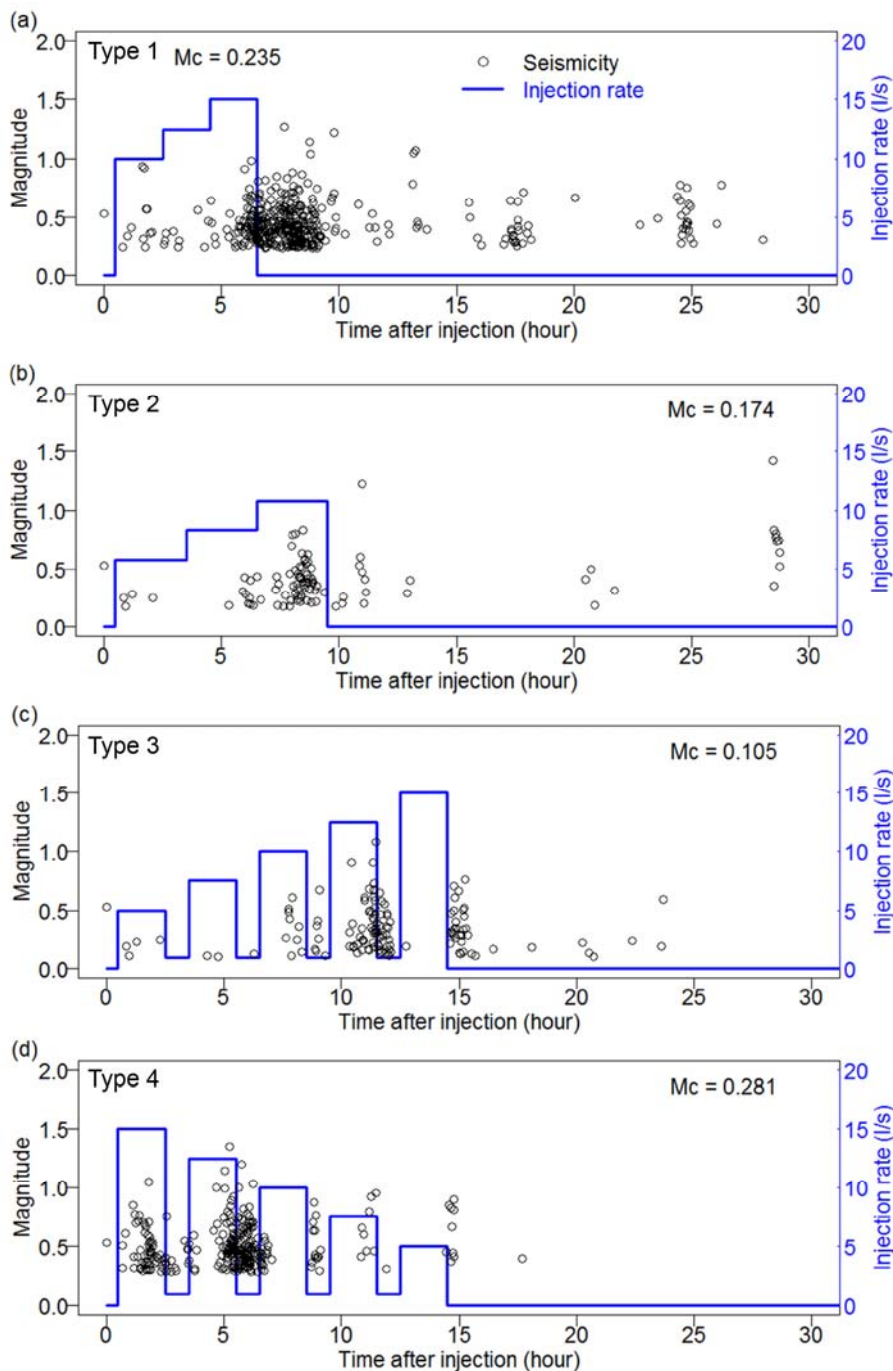 (a)
Type 1 Mc = 0.235
Seismicity
Injection rate
Magnitude
2.0
1.5
1.0
0.5
0.0
20
15
10
5
0
Injection rate (l/s)
0 5 10 15 20 25 30
Time after injection (hour)
(b)
Type 2
Mc = 0.174
Magnitude
2.0
1.5
1.0
0.5
0.0
20
15
10
5
0
Injection rate (l/s)
0 5 10 15 20 25 30
Time after injection (hour)
(c)
Type 3
Mc = 0.105
Magnitude
2.0
1.5
1.0
0.5
0.0
20
15
10
5
0
Injection rate (l/s)
0 5 10 15 20 25 30
Time after injection (hour)
(d)
Type 4
Mc = 0.281
Magnitude
2.0
1.5
1.0
0.5
0.0
20
15
10
5
0
Injection rate (l/s)
0 5 10 15 20 25 30
Time after injection (hour)